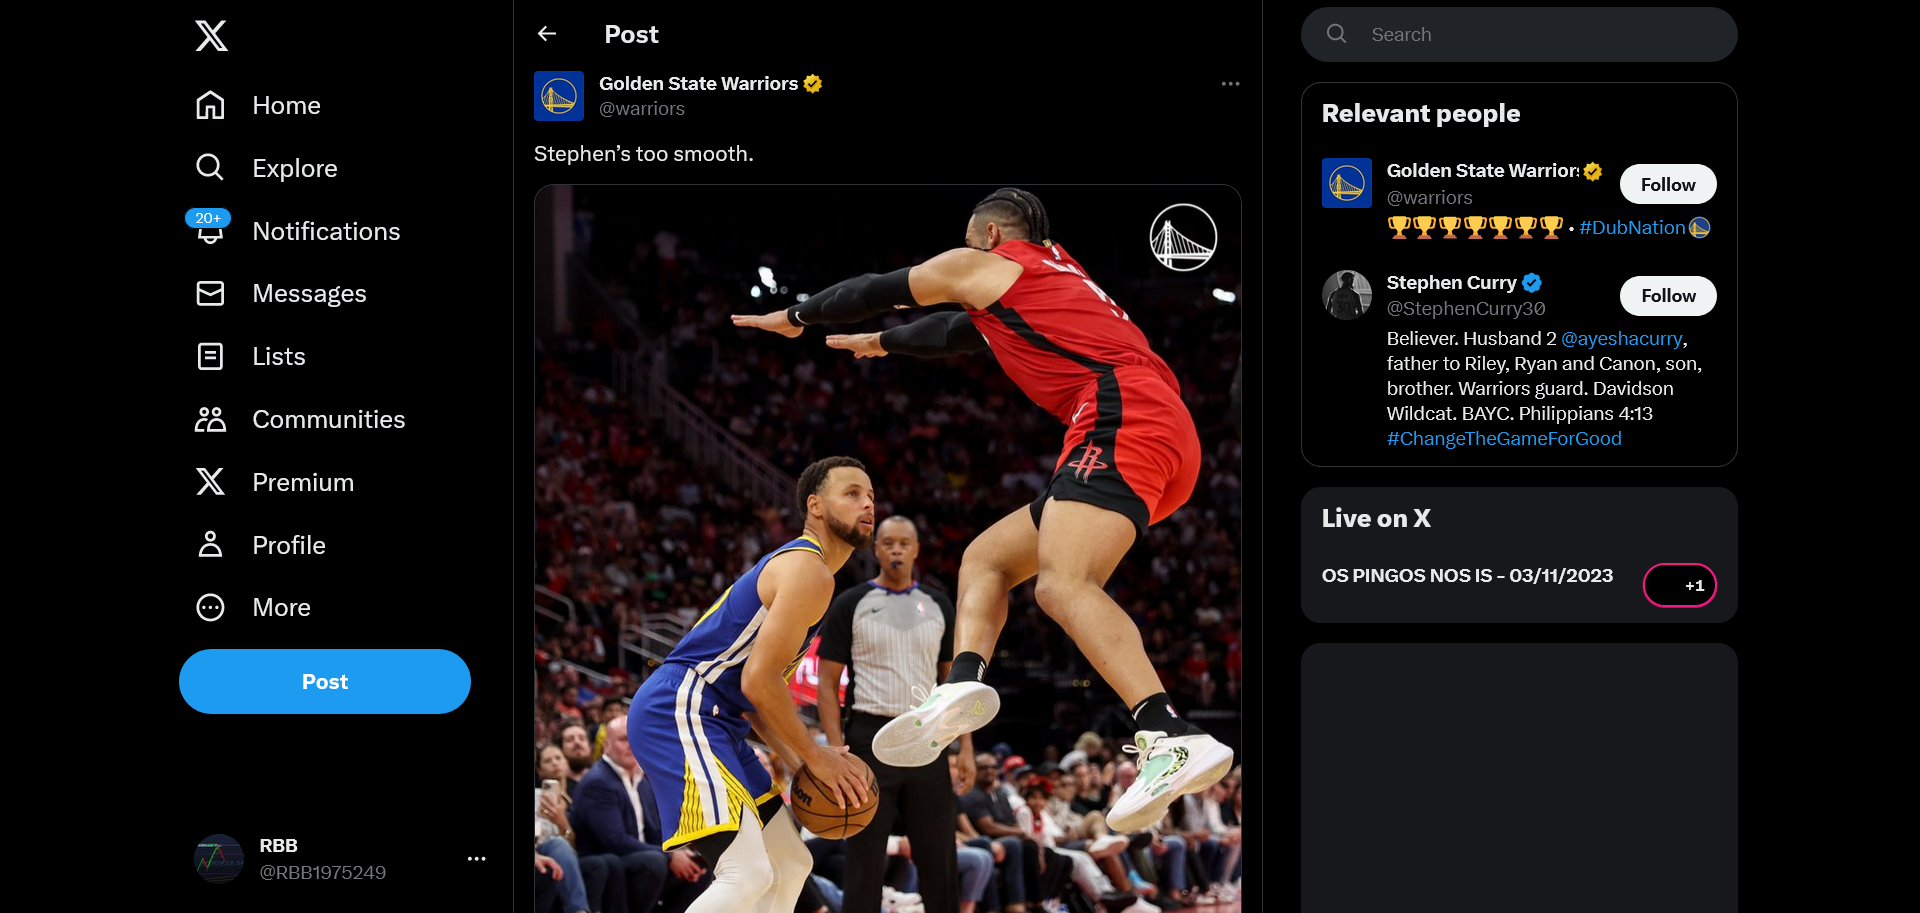 Home
Explore
20+
Notifications
Messages
Lists
Communities
Premium
Profile
More
Post
RBB
@RBB1975249
Post
Golden State Warriors
@warriors
Stephen’s too smooth.
Search
Relevant people
Golden State Warriors
@warriors
Follow
🏆🏆🏆🏆🏆🏆🏆 • #DubNation
Stephen Curry
@StephenCurry30
Follow
Believer. Husband 2 @ayeshacurry,
father to Riley, Ryan and Canon, son,
brother. Warriors guard. Davidson
Wildcat. BAYC. Philippians 4:13
#ChangeTheGameForGood
Live on X
OS PINGOS NOS IS - 03/11/2023
+1